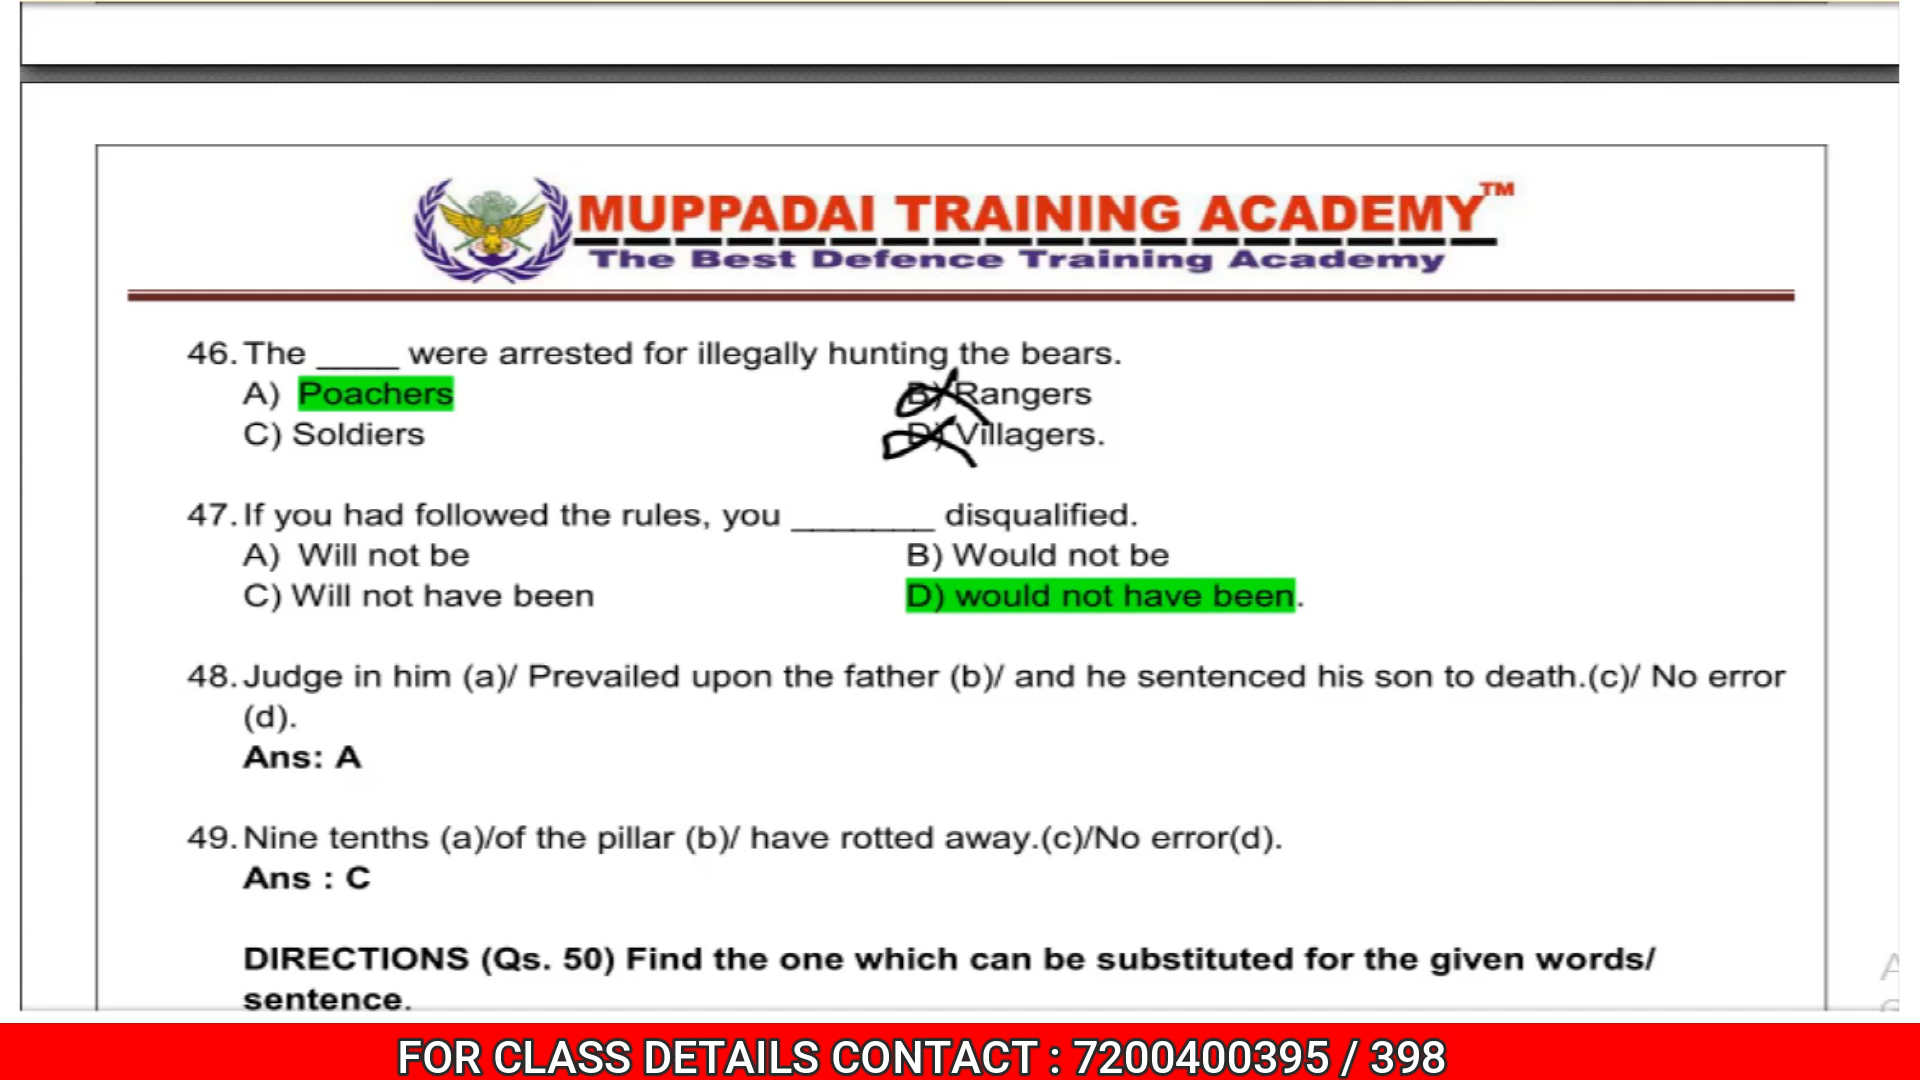 MUPPADAI TRAINING ACADEMY™
The Best Defence Training Academy
46. The ____ were arrested for illegally hunting the bears.
A) Poachers B) Rangers
C) Soldiers D) Villagers.
47. If you had followed the rules, you _______ disqualified.
A) Will not be B) Would not be
C) Will not have been D) would not have been.
48. Judge in him (a)/ Prevailed upon the father (b)/ and he sentenced his son to death.(c)/ No error
(d).
Ans: A
49. Nine tenths (a)/of the pillar (b)/ have rotted away.(c)/No error(d).
Ans : C
DIRECTIONS (Qs. 50) Find the one which can be substituted for the given words/
sentence.
FOR CLASS DETAILS CONTACT : 7200400395 / 398